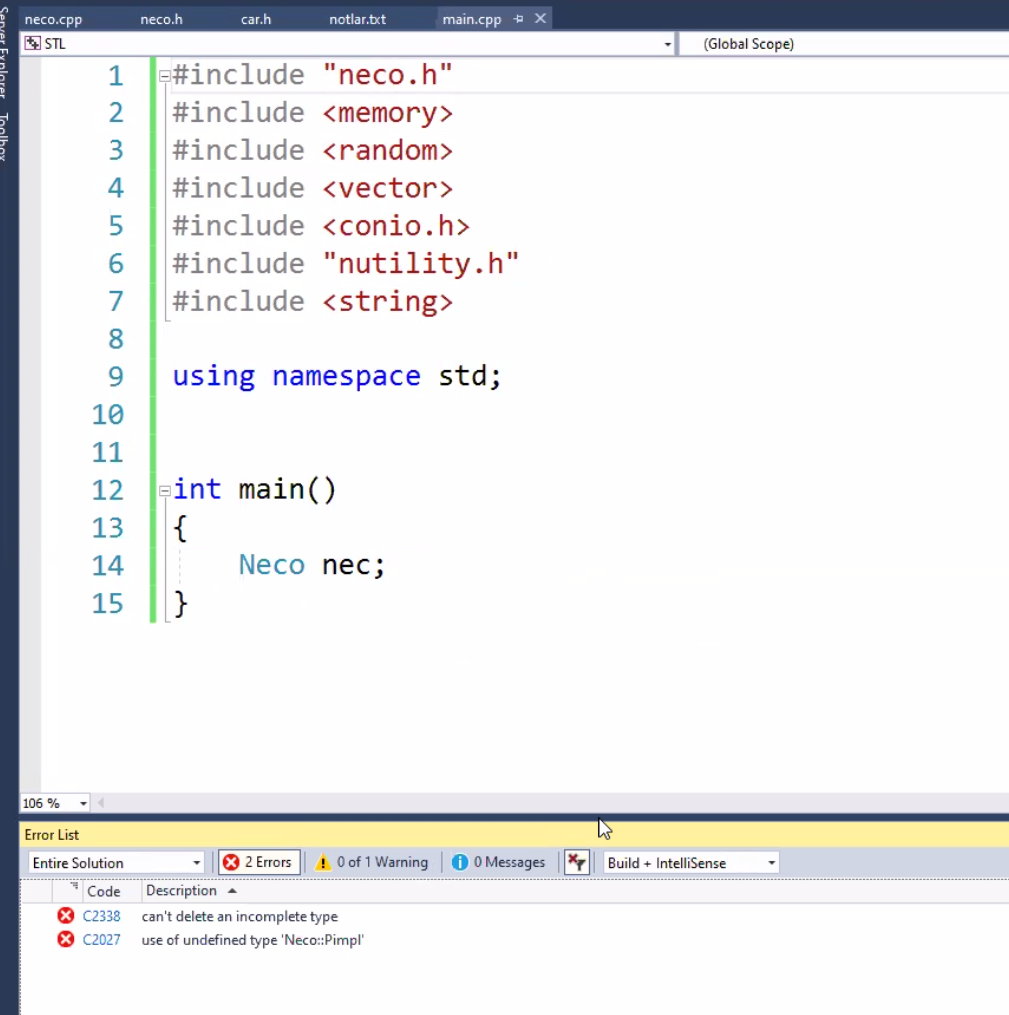 Server Explorer
Toolbox
neco.cpp neco.h car.h notlar.txt main.cpp
STL (Global Scope)
1 #include "neco.h"
2 #include <memory>
3 #include <random>
4 #include <vector>
5 #include <conio.h>
6 #include "nutility.h"
7 #include <string>
8
9 using namespace std;
10
11
12 int main()
13 {
14 Neco nec;
15 }
106 %
Error List
Entire Solution 2 Errors 0 of 1 Warning 0 Messages Build + IntelliSense
Code Description
C2338 can't delete an incomplete type
C2027 use of undefined type 'Neco::Pimpl'